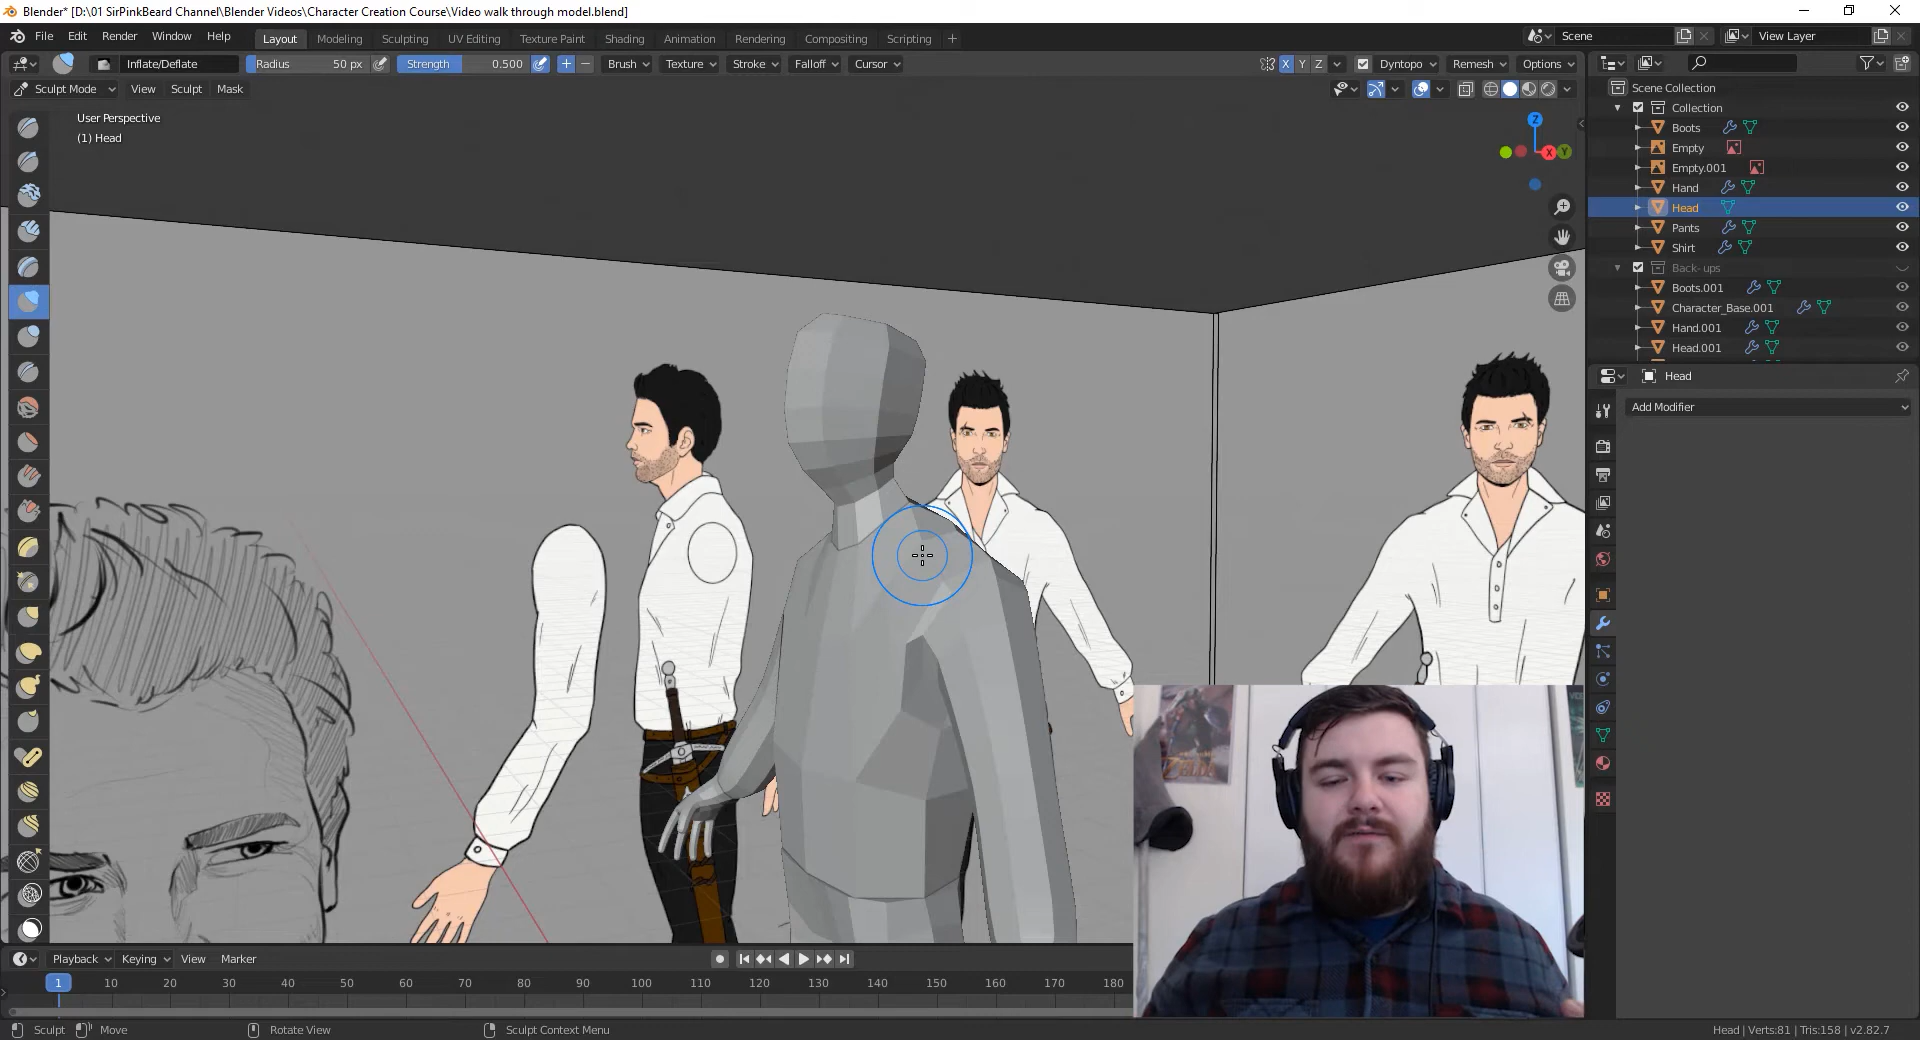 Blender* [D:\01 SirPinkBeard Channel\Blender Videos\Character Creation Course\Video walk through model.blend]
File Edit Render Window Help Layout Modeling Sculpting UV Editing Texture Paint Shading Animation Rendering Compositing Scripting + Scene View Layer
Inflate/Deflate Radius 50 px Strength 0.500 + − Brush Texture Stroke Falloff Cursor X Y Z Dyntopo Remesh Options
Sculpt Mode View Sculpt Mask
User Perspective
(1) Head
Z
X
Y
Scene Collection
Collection
Boots
Empty
Empty.001
Hand
Head
Pants
Shirt
Back-ups
Boots.001
Character_Base.001
Hand.001
Head.001
Head
Add Modifier
ZELDA
Playback Keying View Marker
1 10 20 30 40 50 60 70 80 90 100 110 120 130 140 150 160 170 180
Sculpt Move Rotate View Sculpt Context Menu Head | Verts:81 | Tris:158 | v2.82.7